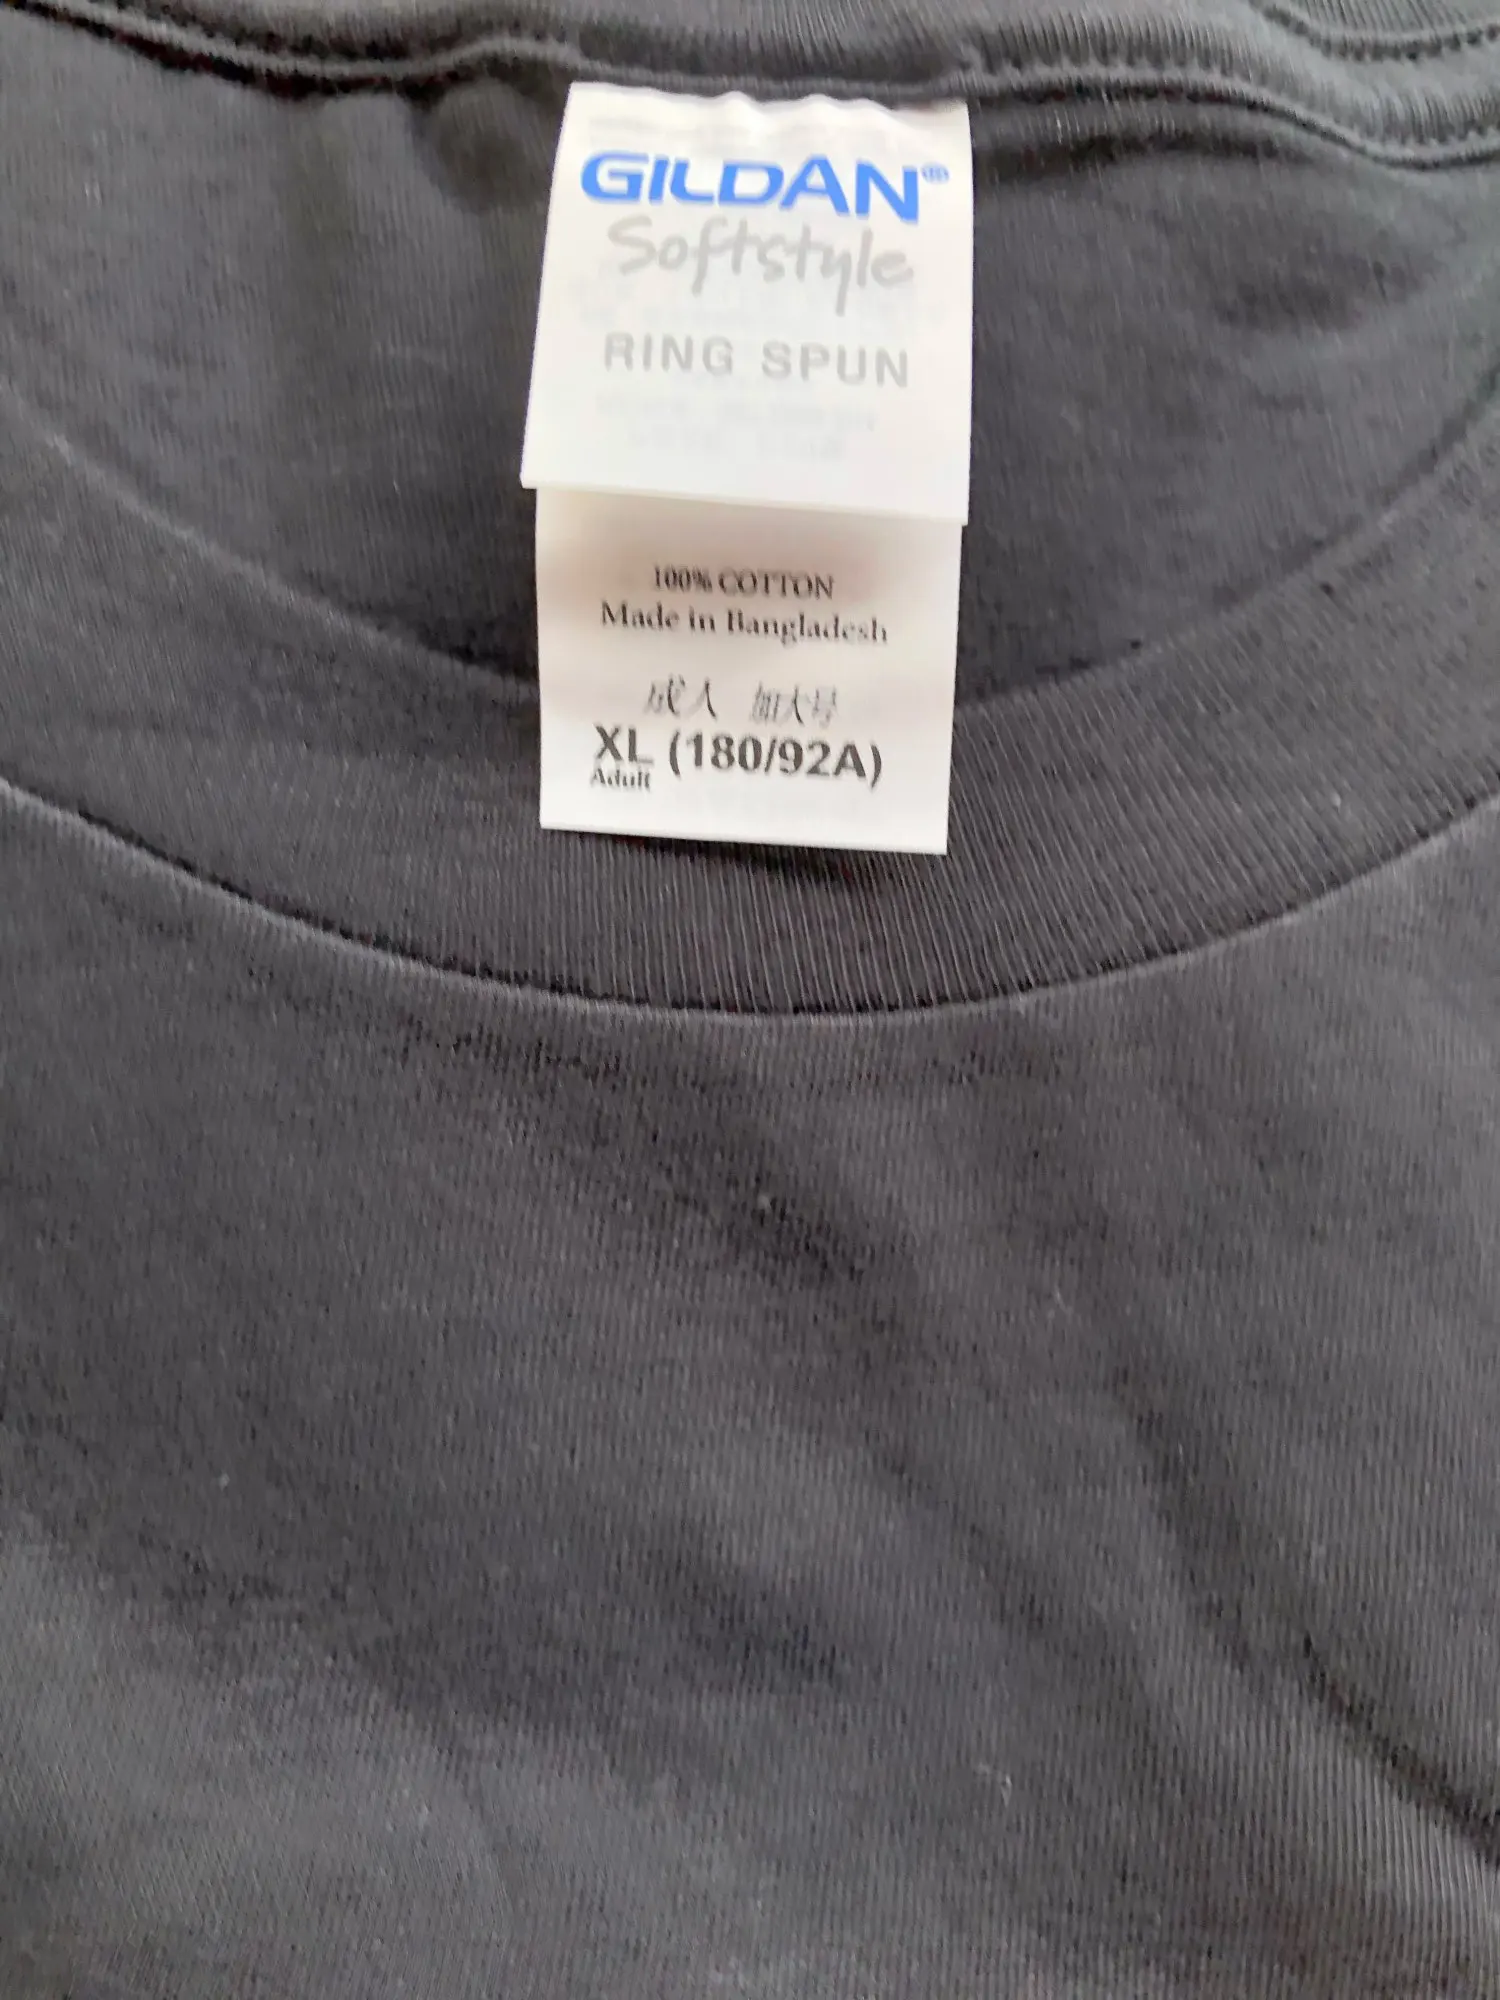 GILDAN®
Softstyle
RING SPUN
100% COTTON
Made in Bangladesh
成人 加大号
XL (180/92A)
Adult